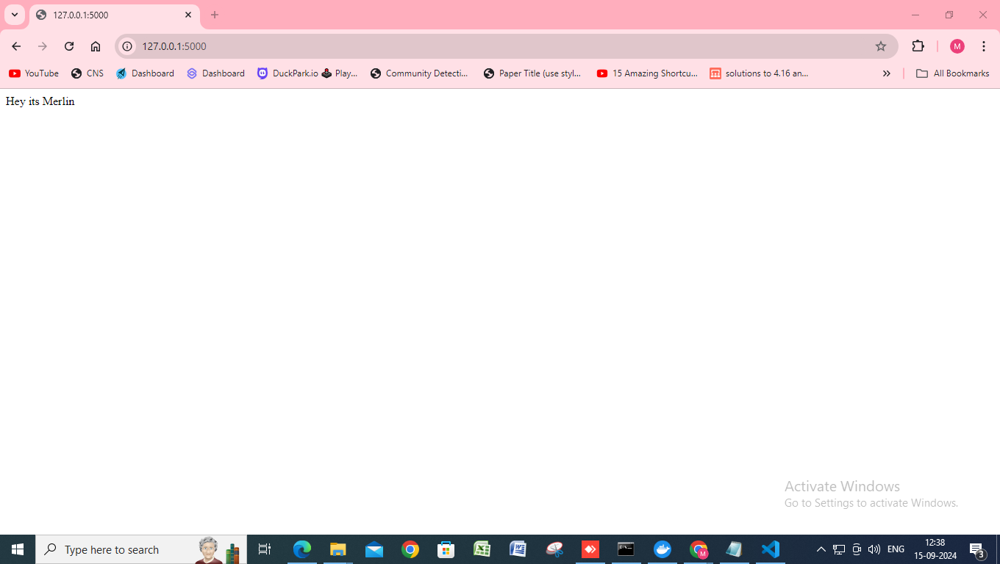 127.0.0.1:5000
127.0.0.1:5000
M
YouTube
CNS
Dashboard
Dashboard
DuckPark.io
Play...
Community Detecti...
Paper Title (use styl...
15 Amazing Shortcu...
solutions to 4.16 an...
All Bookmarks
Hey its Merlin
Activate Windows
Go to Settings to activate Windows.
Type here to search
M
ENG
12:38
15-09-2024
3